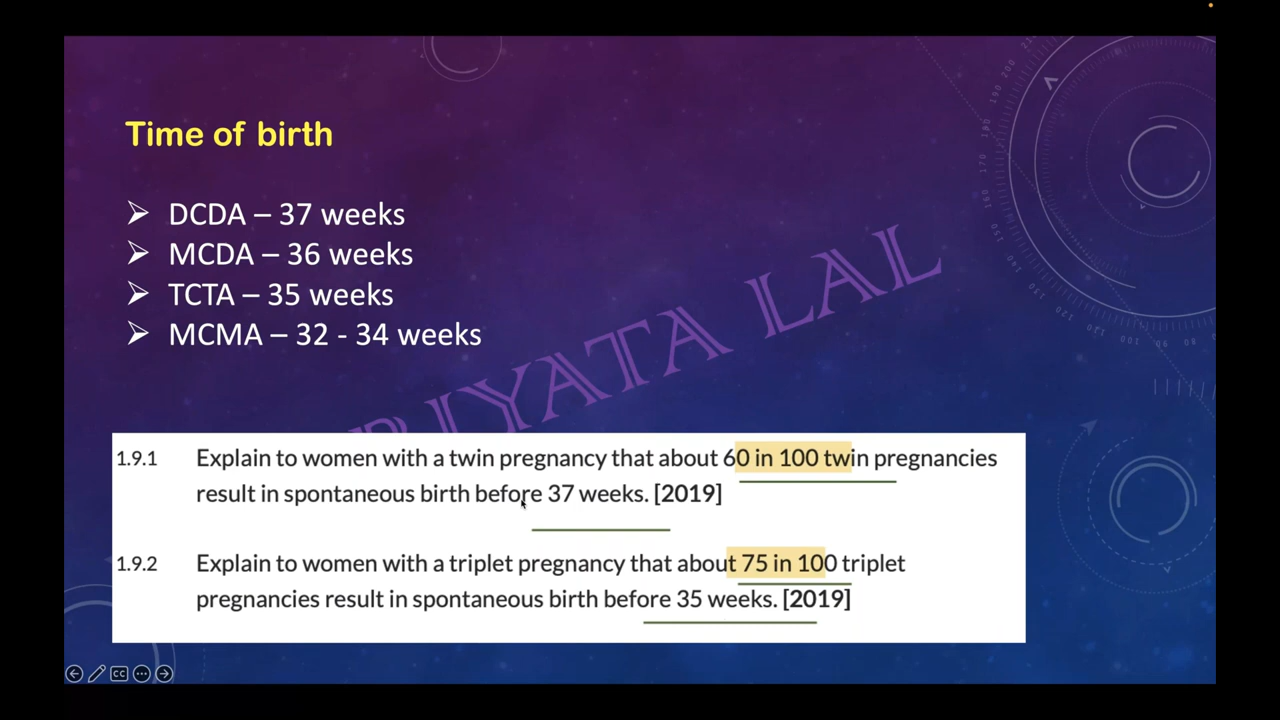 Time of birth
➢ DCDA – 37 weeks
➢ MCDA – 36 weeks
➢ TCTA – 35 weeks
➢ MCMA – 32 - 34 weeks
LAL
1.9.1 Explain to women with a twin pregnancy that about 60 in 100 twin pregnancies
result in spontaneous birth before 37 weeks. [2019]
1.9.2 Explain to women with a triplet pregnancy that about 75 in 100 triplet
pregnancies result in spontaneous birth before 35 weeks. [2019]
CC